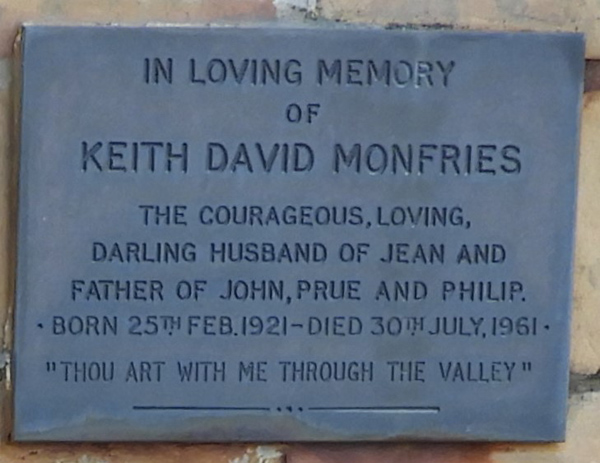 IN LOVING MEMORY
OF
KEITH DAVID MONFRIES
THE COURAGEOUS, LOVING,
DARLING HUSBAND OF JEAN AND
FATHER OF JOHN, PRUE AND PHILIP.
· BORN 25TH FEB. 1921 - DIED 30TH JULY, 1961 ·
"THOU ART WITH ME THROUGH THE VALLEY"